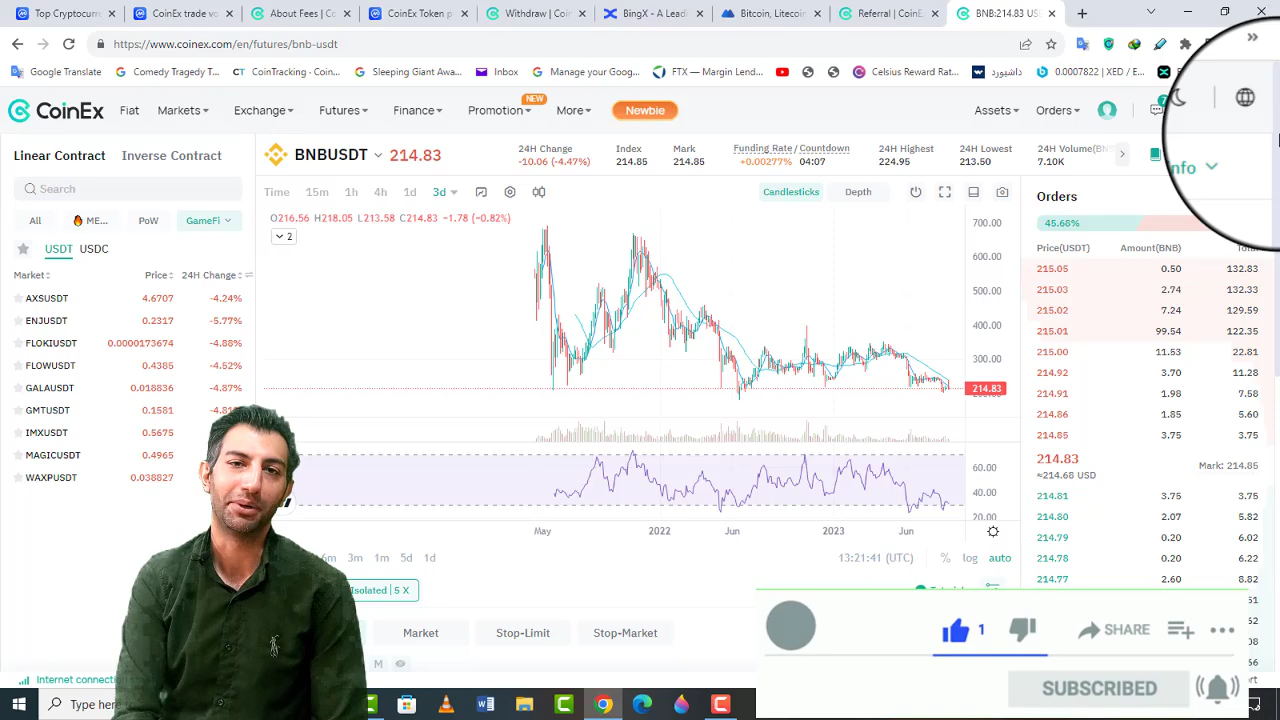 CoinEx Token p
CoinEx vo
About Fees | Co
CoinEx Token p
Withdraw | Coi
BingX - A Leadi
Bitcoin, Litecoin
Referral | CoinE
BNB:214.83 US
https://www.coinex.com/en/futures/bnb-usdt
Google Translate
Comedy Tragedy T...
CoinTracking · Coin...
Sleeping Giant Awa...
Inbox
Manage your Goog...
FTX — Margin Lend...
Celsius Reward Rat...
داشبورد
0.0007822 | XED / E...
CoinEx
Fiat
Markets
Exchange
Futures
Finance
Promotion
NEW
More
Newbie
Assets
Orders
Linear Contract
Inverse Contract
BNBUSDT
214.83
24H Change
-10.06 (-4.47%)
Index
214.85
Mark
214.85
Funding Rate / Countdown
+0.00277% 04:07
24H Highest
224.95
24H Lowest
213.50
24H Volume(BN
7.10K
nfo
Search
All
ME...
PoW
GameFi
USDT USDC
Market Price 24H Change
AXSUSDT 4.6707 -4.24%
ENJUSDT 0.2317 -5.77%
FLOKIUSDT 0.0000173674 -4.88%
FLOWUSDT 0.4385 -4.52%
GALAUSDT 0.018836 -4.87%
GMTUSDT 0.1581
IMXUSDT 0.5675
MAGICUSDT 0.4965
WAXPUSDT 0.038827
Time 15m 1h 4h 1d 3d
Candlesticks Depth
O216.56 H218.05 L213.58 C214.83 -1.78 (-0.82%)
2
700.00
600.00
500.00
400.00
300.00
214.83
60.00
40.00
20.00
May 2022 Jun 2023 Jun
6m 3m 1m 5d 1d
13:21:41 (UTC) % log auto
Isolated | 5 X
Market
Stop-Limit
Stop-Market
M
Orders
45.68%
Price(USDT) Amount(BNB)
215.05 0.50 132.83
215.03 2.74 132.33
215.02 7.24 129.59
215.01 99.54 122.35
215.00 11.53 22.81
214.92 3.70 11.28
214.91 1.98 7.58
214.86 1.85 5.60
214.85 3.75 3.75
214.83
≈214.68 USD
Mark: 214.85
214.81 3.75 3.75
214.80 2.07 5.82
214.79 0.20 6.02
214.78 0.20 6.22
214.77 2.60 8.82
1
SHARE
SUBSCRIBED
Internet connecti
Type here